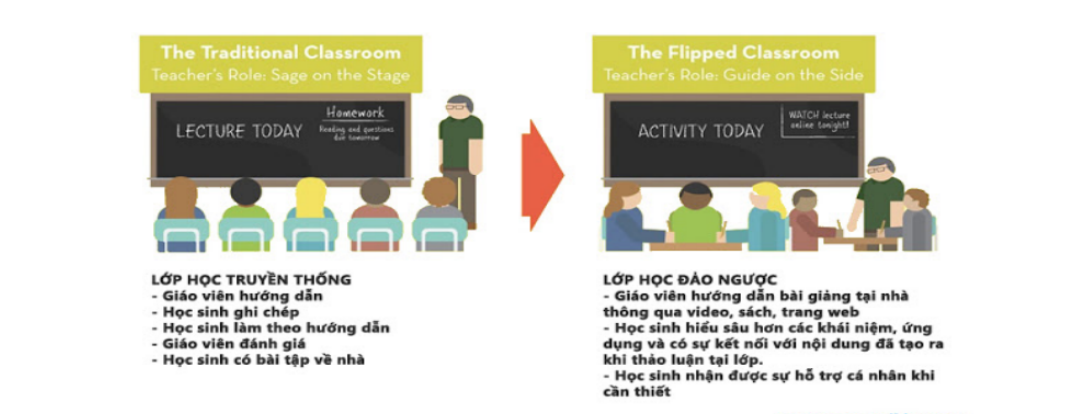 The Traditional Classroom
Teacher's Role: Sage on the Stage
LECTURE TODAY
Homework
Reading and questions
due tomorrow
LỚP HỌC TRUYỀN THỐNG
- Giáo viên hướng dẫn
- Học sinh ghi chép
- Học sinh làm theo hướng dẫn
- Giáo viên đánh giá
- Học sinh có bài tập về nhà
The Flipped Classroom
Teacher's Role: Guide on the Side
ACTIVITY TODAY
WATCH lecture
online tonight!
LỚP HỌC ĐẢO NGƯỢC
- Giáo viên hướng dẫn bài giảng tại nhà
thông qua video, sách, trang web
- Học sinh hiểu sâu hơn các khái niệm, ứng
dụng và có sự kết nối với nội dung đã tạo ra
khi thảo luận tại lớp.
- Học sinh nhận được sự hỗ trợ cá nhân khi
cần thiết